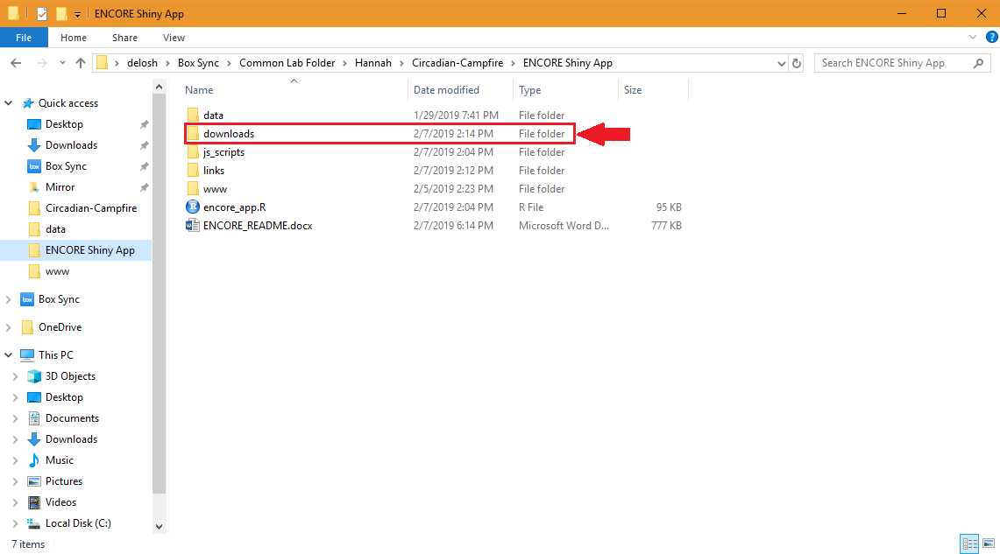 ENCORE Shiny App
File Home Share View
delosh Box Sync Common Lab Folder Hannah Circadian-Campfire ENCORE Shiny App Search ENCORE Shiny App
Name Date modified Type Size
Quick access
Desktop
Downloads
Box Sync
Mirror
Circadian-Campfire
data
ENCORE Shiny App
www
Box Sync
OneDrive
This PC
3D Objects
Desktop
Documents
Downloads
Music
Pictures
Videos
Local Disk (C:)
data 1/29/2019 7:41 PM File folder
downloads 2/7/2019 2:14 PM File folder
js_scripts 2/7/2019 2:04 PM File folder
links 2/7/2019 2:12 PM File folder
www 2/5/2019 2:23 PM File folder
encore_app.R 2/7/2019 2:04 PM R File 95 KB
ENCORE_README.docx 2/7/2019 6:14 PM Microsoft Word D... 777 KB
7 items